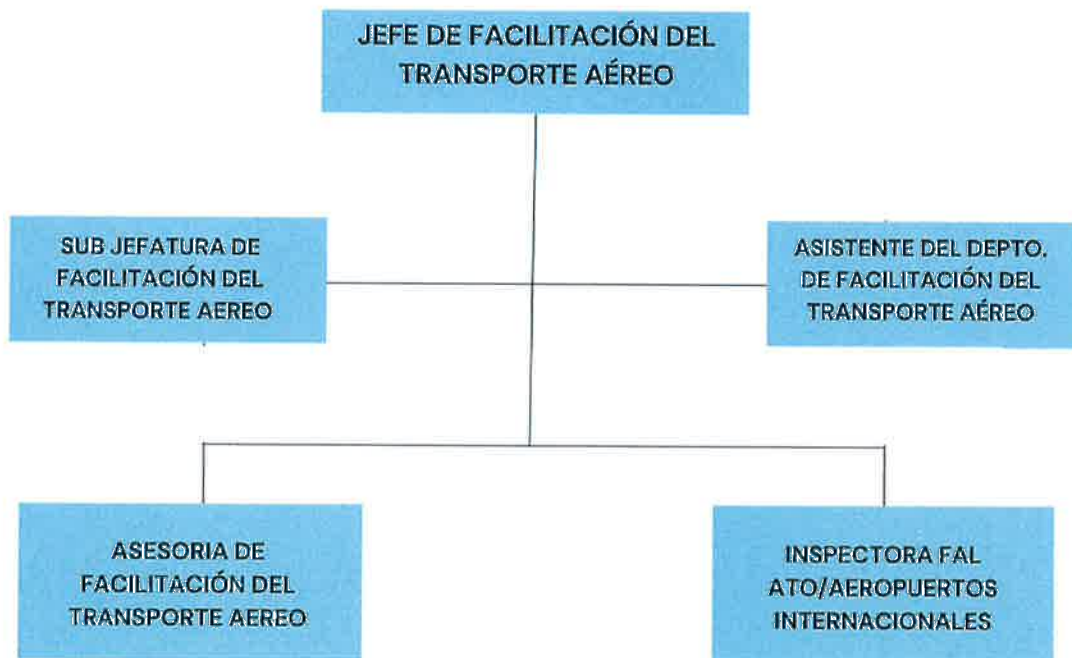 JEFE DE FACILITACIÓN DEL
TRANSPORTE AÉREO
SUB JEFATURA DE
FACILITACIÓN DEL
TRANSPORTE AEREO
ASISTENTE DEL DEPTO.
DE FACILITACIÓN DEL
TRANSPORTE AÉREO
ASESORIA DE
FACILITACIÓN DEL
TRANSPORTE AEREO
INSPECTORA FAL
ATO/AEROPUERTOS
INTERNACIONALES